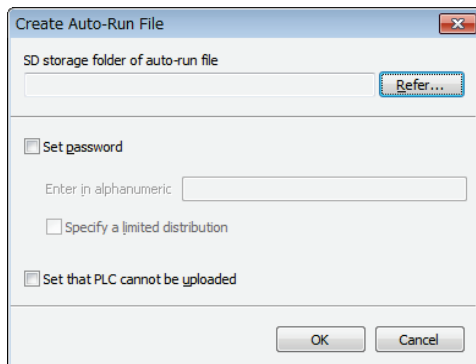 Create Auto-Run File
SD storage folder of auto-run file
Refer...
Set password
Enter in alphanumeric
Specify a limited distribution
Set that PLC cannot be uploaded
OK Cancel